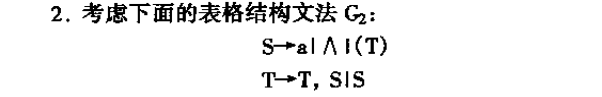 2. 考虑下面的表格结构文法 G₂:
S→a| ∧ |(T)
T→T, S|S